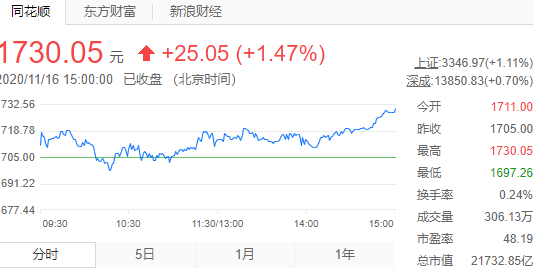 同花顺 东方财富 新浪财经
1730.05 元 +25.05 (+1.47%)
2020/11/16 15:00:00 已收盘 （北京时间）
732.56
718.78
705.00
691.22
677.44
09:30 10:30 11:30/13:00 14:00 15:00
分时 5日 1月 1年
上证:3346.97(+1.11%)
深成:13850.83(+0.70%)
今开 1711.00
昨收 1705.00
最高 1730.05
最低 1697.26
换手率 0.24%
成交量 306.13万
市盈率 48.19
总市值 21732.85亿